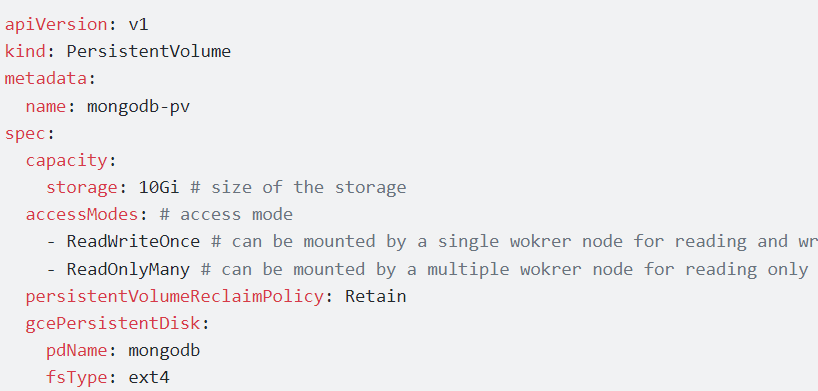 apiVersion: v1
kind: PersistentVolume
metadata:
  name: mongodb-pv
spec:
  capacity:
    storage: 10Gi # size of the storage
  accessModes: # access mode
    - ReadWriteOnce # can be mounted by a single wokrer node for reading and wr
    - ReadOnlyMany # can be mounted by a multiple wokrer node for reading only
  persistentVolumeReclaimPolicy: Retain
  gcePersistentDisk:
    pdName: mongodb
    fsType: ext4